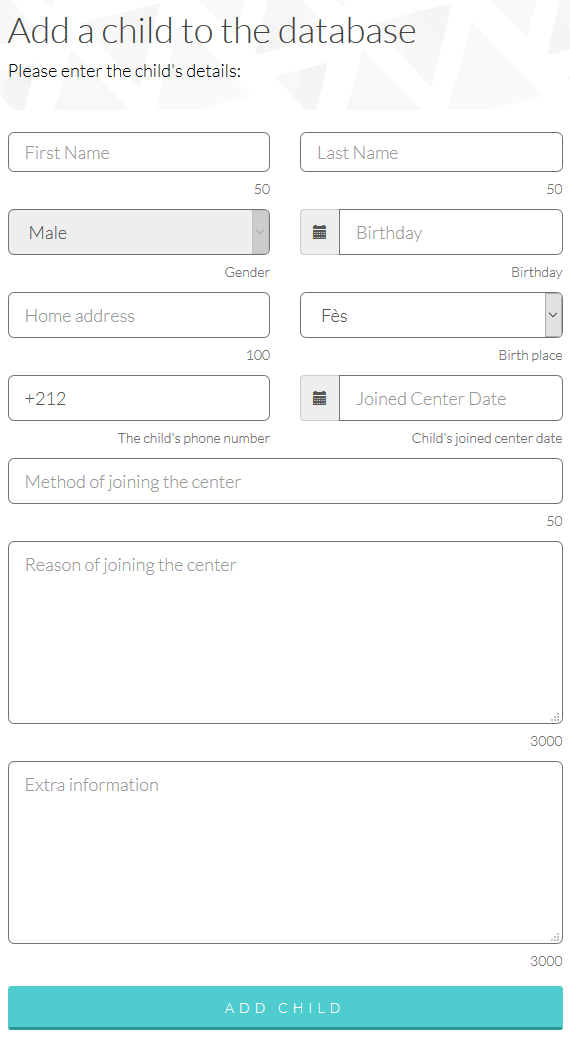 Add a child to the database
Please enter the child's details:
First Name
Last Name
50
50
Male
Birthday
Gender
Birthday
Home address
Fès
100
Birth place
+212
Joined Center Date
The child's phone number
Child's joined center date
Method of joining the center
50
Reason of joining the center
3000
Extra information
3000
ADD CHILD